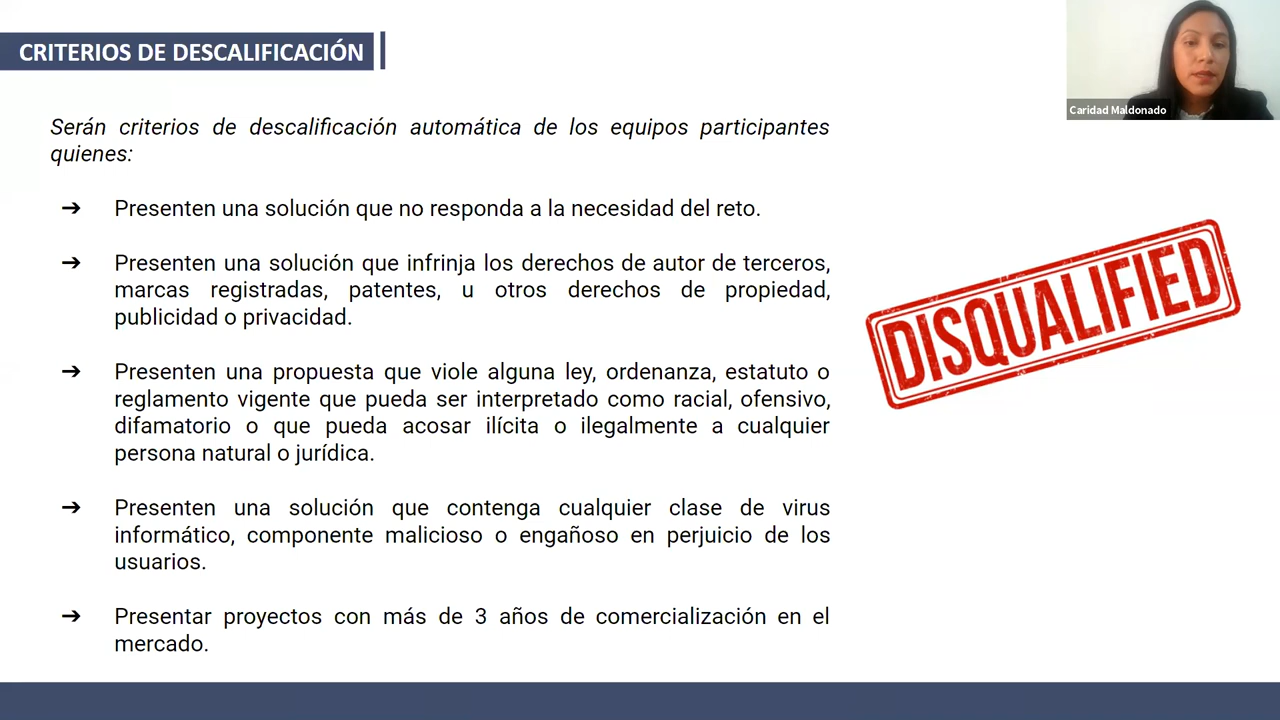 CRITERIOS DE DESCALIFICACIÓN
Caridad Maldonado
Serán criterios de descalificación automática de los equipos participantes
quienes:
➔ Presenten una solución que no responda a la necesidad del reto.
➔ Presenten una solución que infrinja los derechos de autor de terceros,
marcas registradas, patentes, u otros derechos de propiedad,
publicidad o privacidad.
➔ Presenten una propuesta que viole alguna ley, ordenanza, estatuto o
reglamento vigente que pueda ser interpretado como racial, ofensivo,
difamatorio o que pueda acosar ilícita o ilegalmente a cualquier
persona natural o jurídica.
➔ Presenten una solución que contenga cualquier clase de virus
informático, componente malicioso o engañoso en perjuicio de los
usuarios.
➔ Presentar proyectos con más de 3 años de comercialización en el
mercado.
DISQUALIFIED